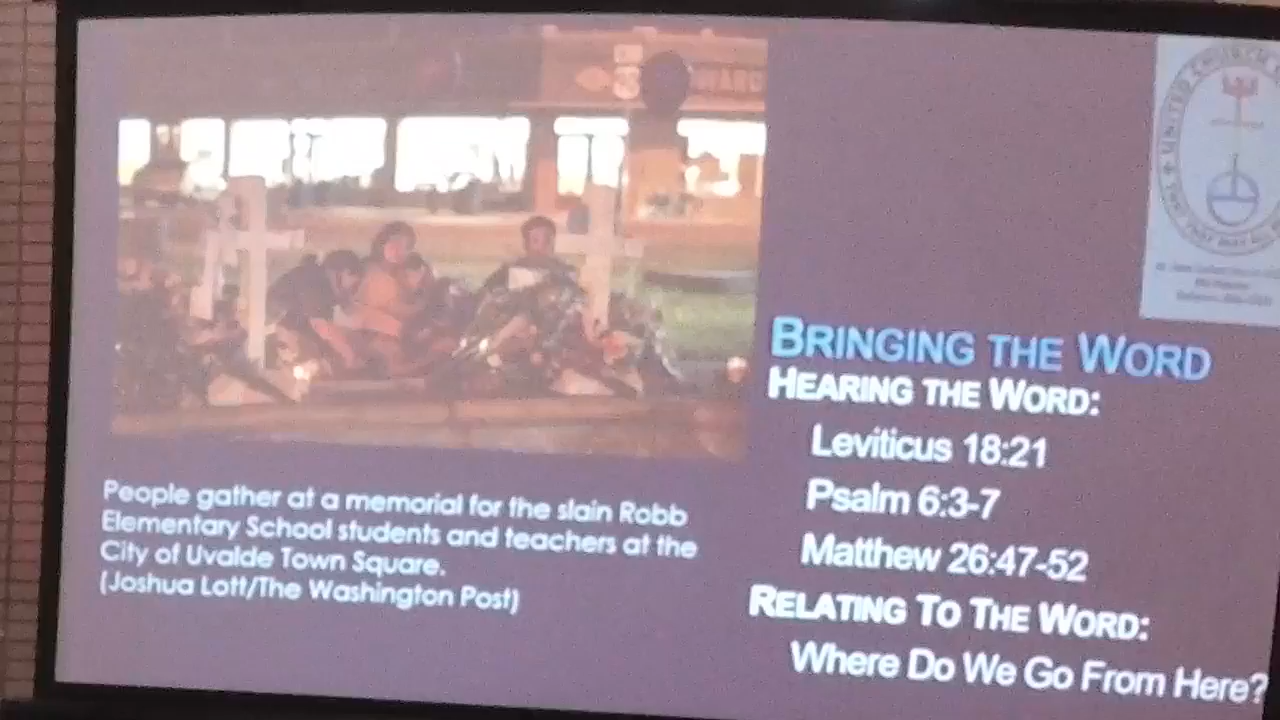 People gather at a memorial for the slain Robb
Elementary School students and teachers at the
City of Uvalde Town Square.
(Joshua Lott/The Washington Post)
UNITED CHURCH
BRINGING THE WORD
HEARING THE WORD:
Leviticus 18:21
Psalm 6:3-7
Matthew 26:47-52
RELATING TO THE WORD:
Where Do We Go From Here?